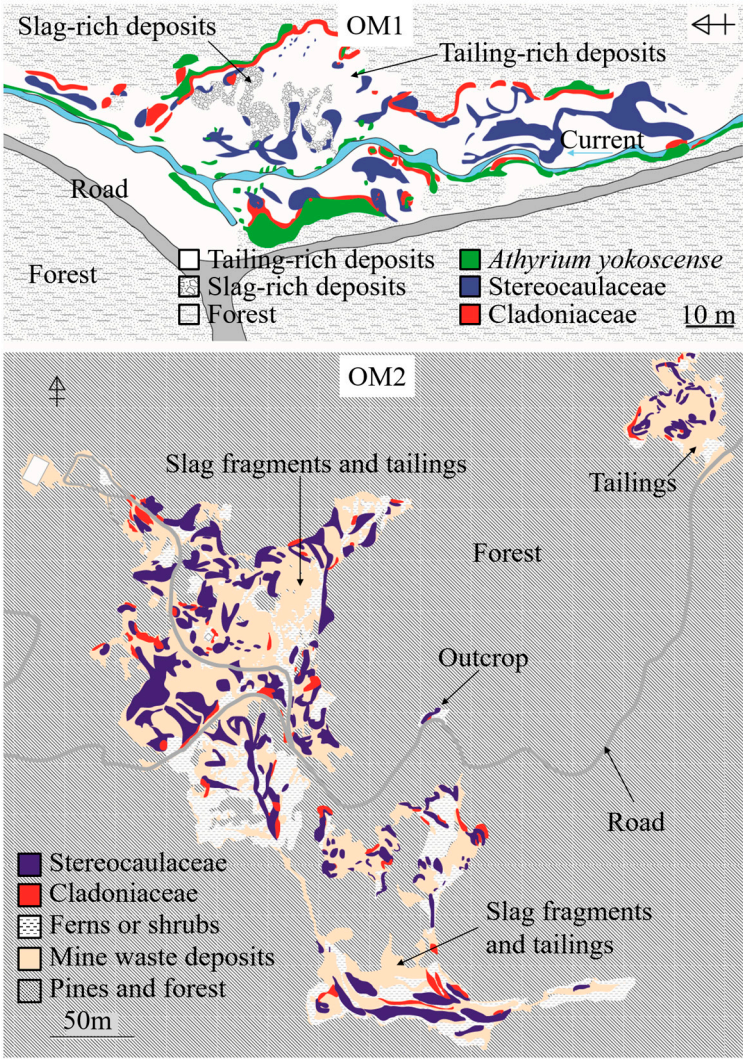 OM1
Slag-rich deposits
Tailing-rich deposits
Current
Road
Forest
Tailing-rich deposits
Slag-rich deposits
Forest
Athyrium yokoscense
Stereocaulaceae
Cladoniaceae
10 m
OM2
Slag fragments and tailings
Tailings
Forest
Outcrop
Road
Slag fragments
and tailings
Stereocaulaceae
Cladoniaceae
Ferns or shrubs
Mine waste deposits
Pines and forest
50m